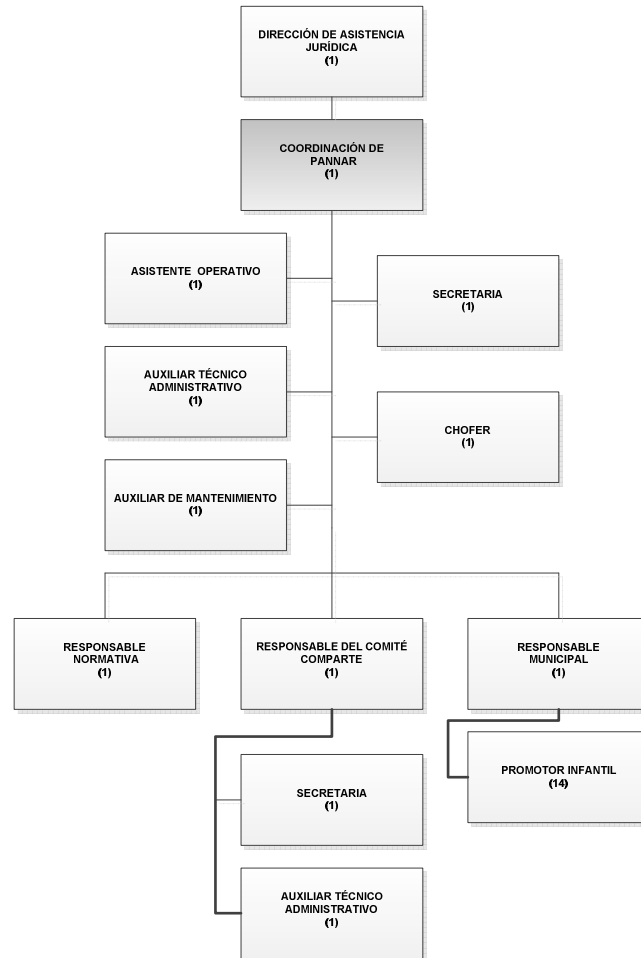 DIRECCIÓN DE ASISTENCIA
JURÍDICA
(1)
COORDINACIÓN DE
PANNAR
(1)
ASISTENTE OPERATIVO
(1)
SECRETARIA
(1)
AUXILIAR TÉCNICO
ADMINISTRATIVO
(1)
CHOFER
(1)
AUXILIAR DE MANTENIMIENTO
(1)
RESPONSABLE
NORMATIVA
(1)
RESPONSABLE DEL COMITÉ
COMPARTE
(1)
RESPONSABLE
MUNICIPAL
(1)
PROMOTOR INFANTIL
(14)
SECRETARIA
(1)
AUXILIAR TÉCNICO
ADMINISTRATIVO
(1)